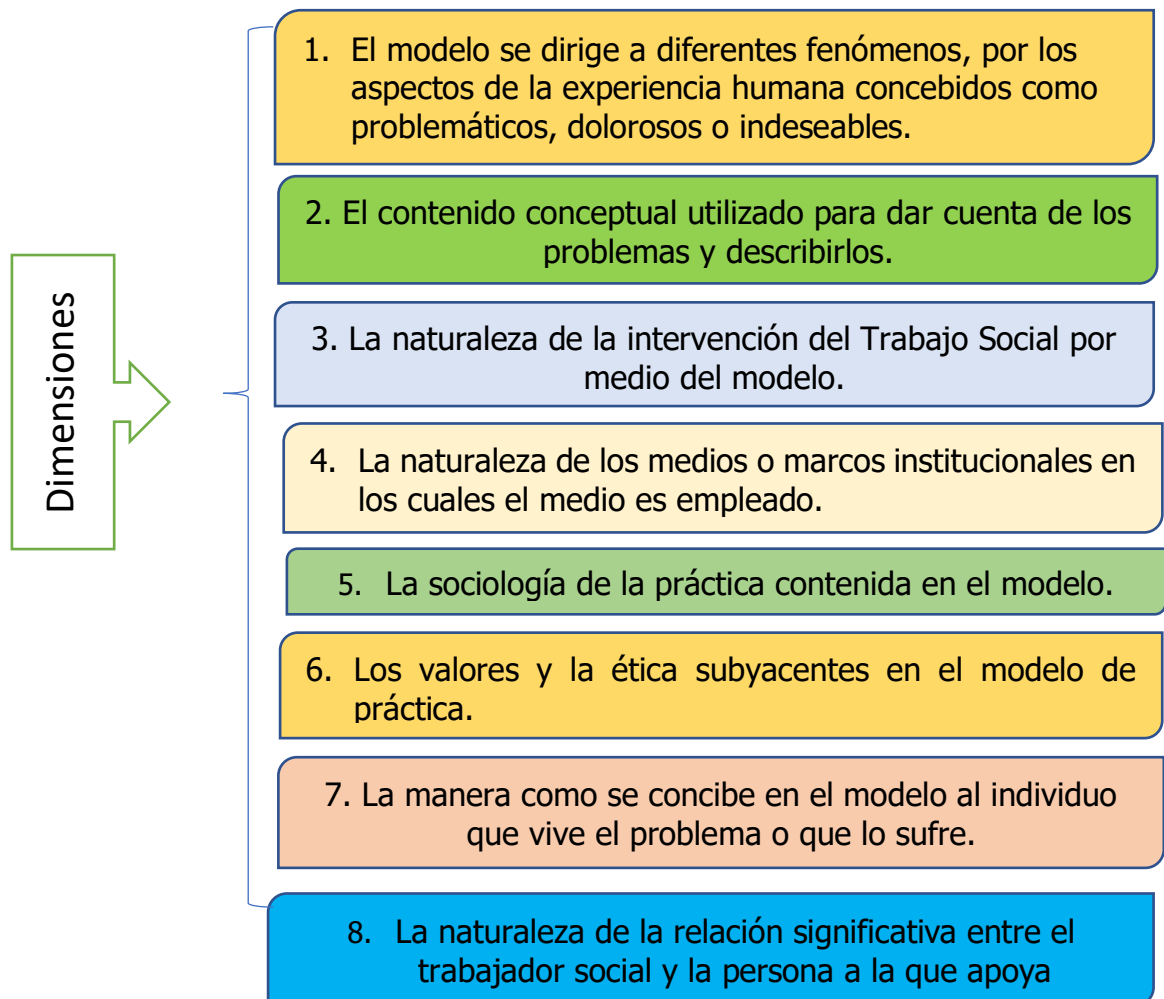 Dimensiones
1. El modelo se dirige a diferentes fenómenos, por los
aspectos de la experiencia humana concebidos como
problemáticos, dolorosos o indeseables.
2. El contenido conceptual utilizado para dar cuenta de los
problemas y describirlos.
3. La naturaleza de la intervención del Trabajo Social por
medio del modelo.
4. La naturaleza de los medios o marcos institucionales en
los cuales el medio es empleado.
5. La sociología de la práctica contenida en el modelo.
6. Los valores y la ética subyacentes en el modelo de
práctica.
7. La manera como se concibe en el modelo al individuo
que vive el problema o que lo sufre.
8. La naturaleza de la relación significativa entre el
trabajador social y la persona a la que apoya